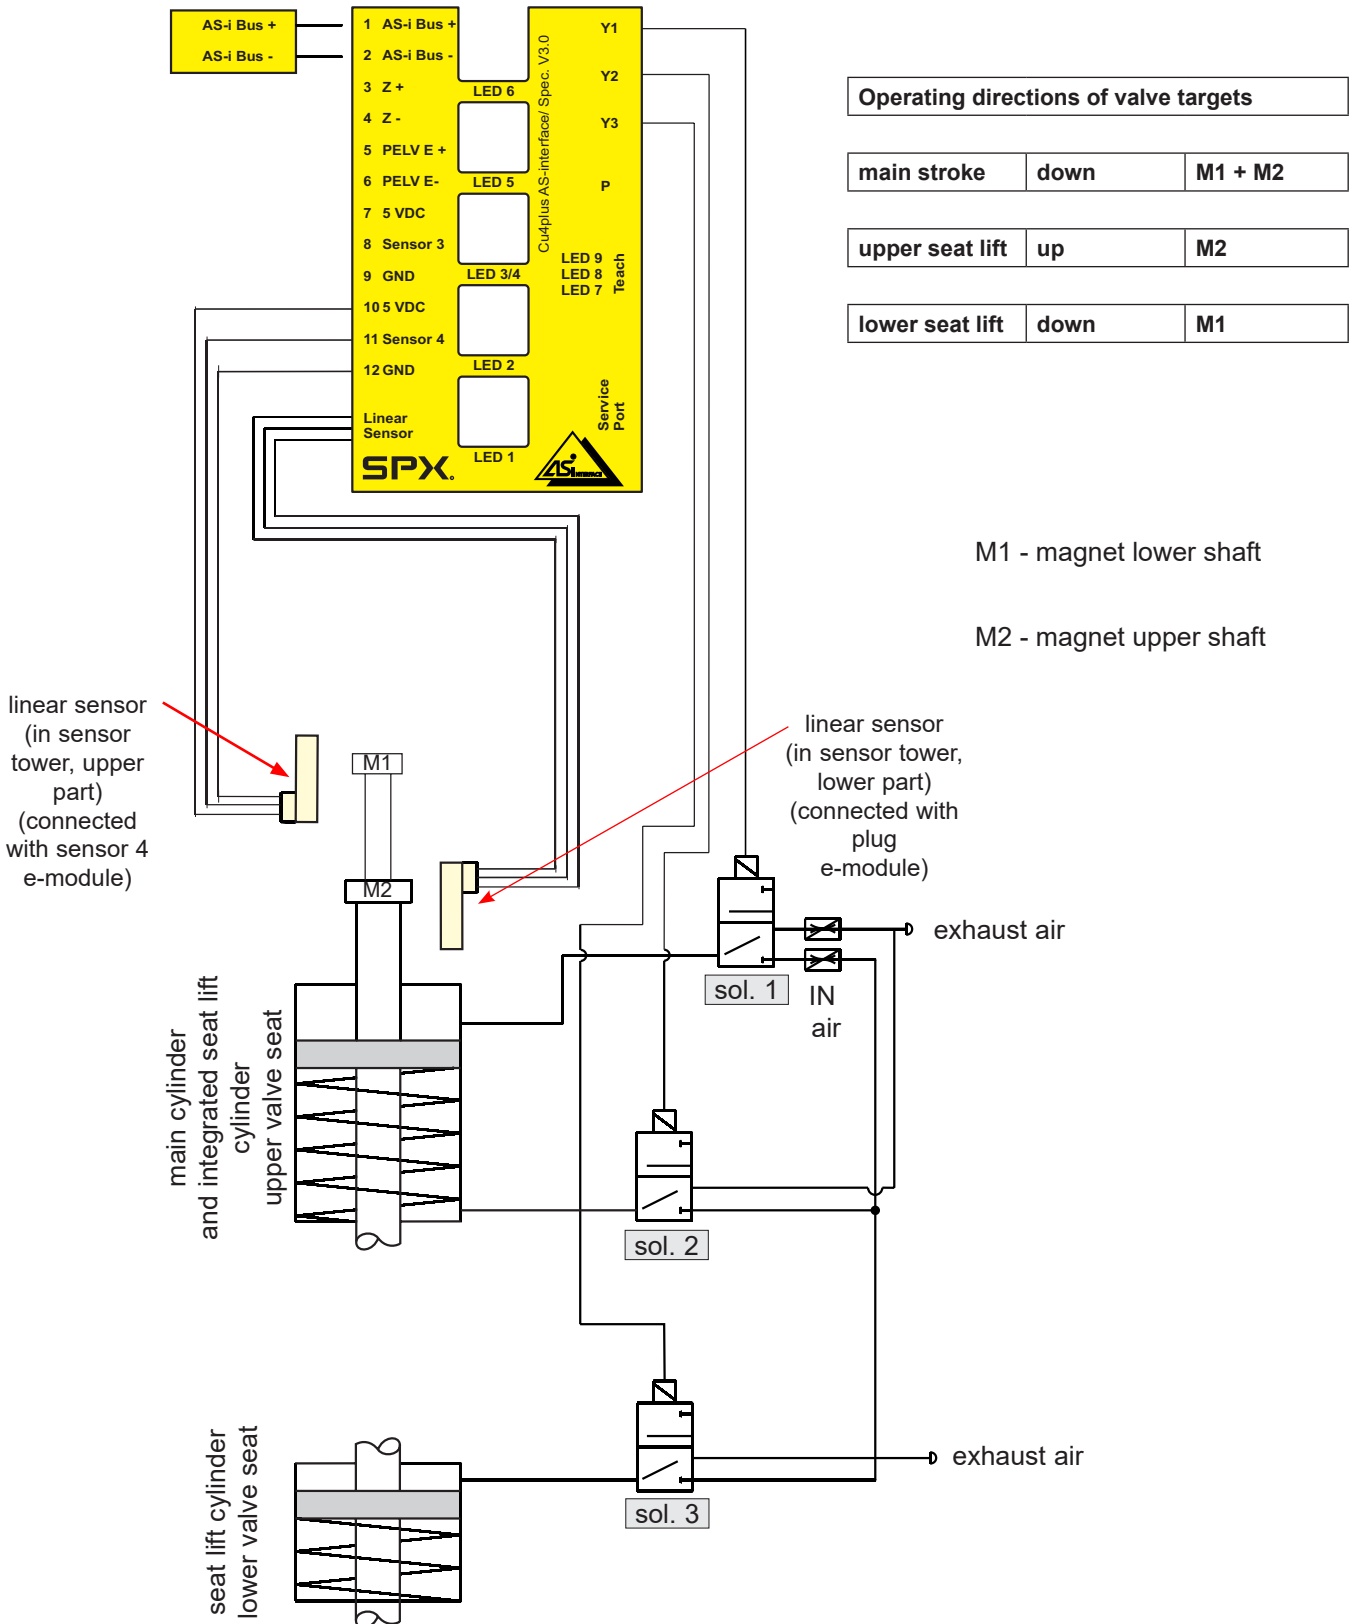 AS-i Bus +
AS-i Bus -
1 AS-i Bus +
2 AS-i Bus -
3 Z +
4 Z -
5 PELV E +
6 PELV E-
7 5 VDC
8 Sensor 3
9 GND
10 5 VDC
11 Sensor 4
12 GND
Linear
Sensor
SPX
LED 6
LED 5
LED 3/4
LED 2
LED 1
Cu4plus AS-interface/ Spec. V3.0
Y1
Y2
Y3
P
LED 9
LED 8
LED 7
Teach
Service
Port
ASi INTERFACE
Operating directions of valve targets
main stroke down M1 + M2
upper seat lift up M2
lower seat lift down M1
M1 - magnet lower shaft
M2 - magnet upper shaft
linear sensor
(in sensor
tower, upper
part)
(connected
with sensor 4
e-module)
M1
M2
linear sensor
(in sensor tower,
lower part)
(connected with
plug
e-module)
exhaust air
sol. 1
IN
air
main cylinder
and integrated seat lift
cylinder
upper valve seat
sol. 2
exhaust air
sol. 3
seat lift cylinder
lower valve seat